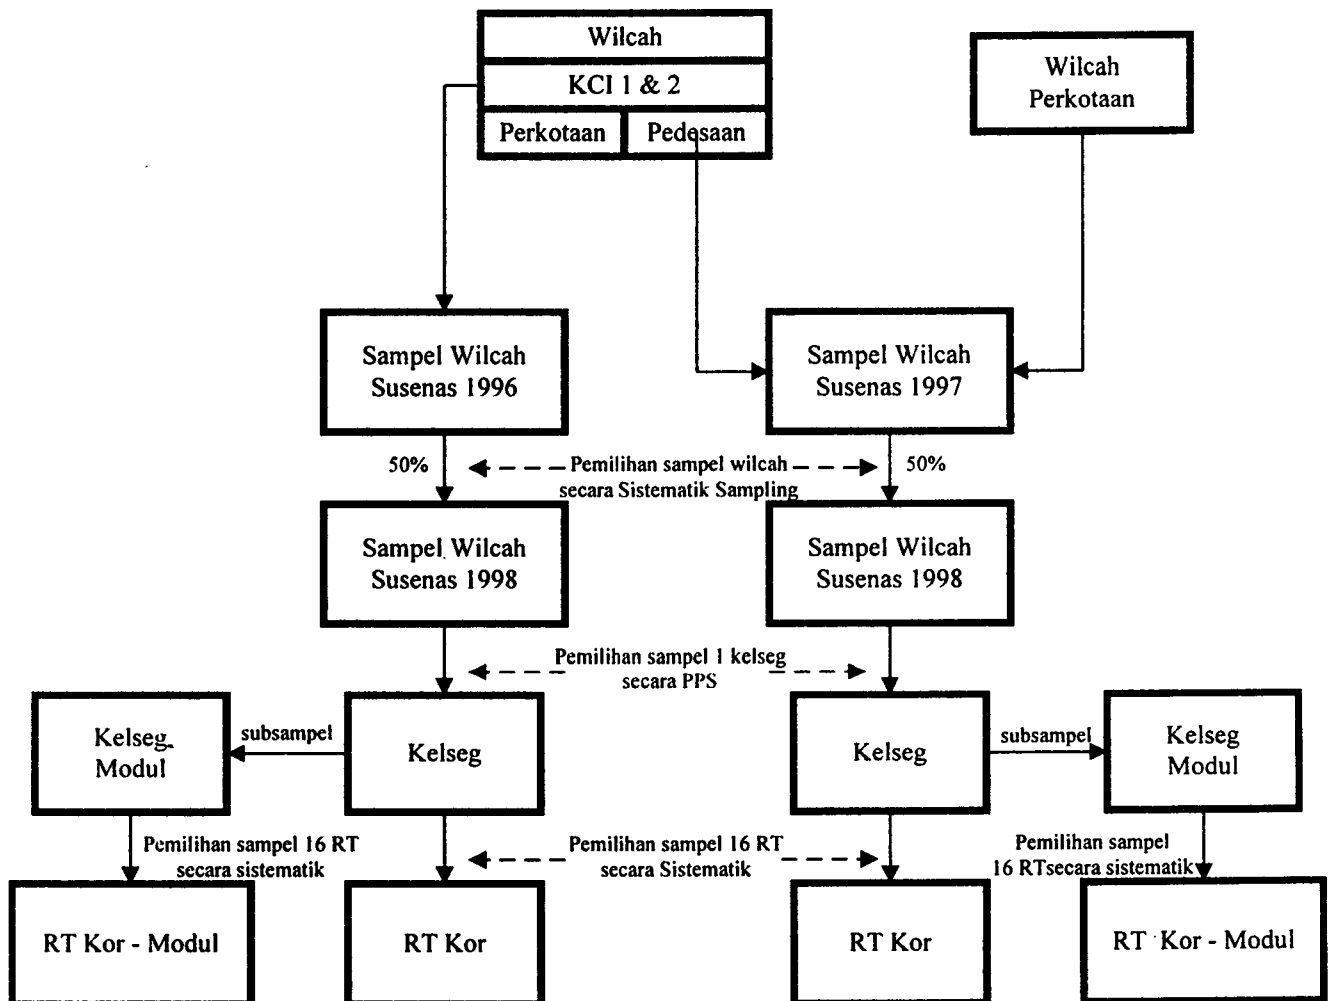 Wilcah
KCI 1 & 2
Perkotaan
Pedesaan
Wilcah
Perkotaan
Sampel Wilcah
Susenas 1996
Sampel Wilcah
Susenas 1997
50%
Pemilihan sampel wilcah
secara Sistematik Sampling
50%
Sampel Wilcah
Susenas 1998
Sampel Wilcah
Susenas 1998
Pemilihan sampel 1 kelseg
secara PPS
Kelseg
Modul
subsampel
Kelseg
Kelseg
subsampel
Kelseg
Modul
Pemilihan sampel 16 RT
secara sistematik
Pemilihan sampel 16 RT
secara Sistematik
Pemilihan sampel
16 RTsecara sistematik
RT Kor - Modul
RT Kor
RT Kor
RT Kor - Modul